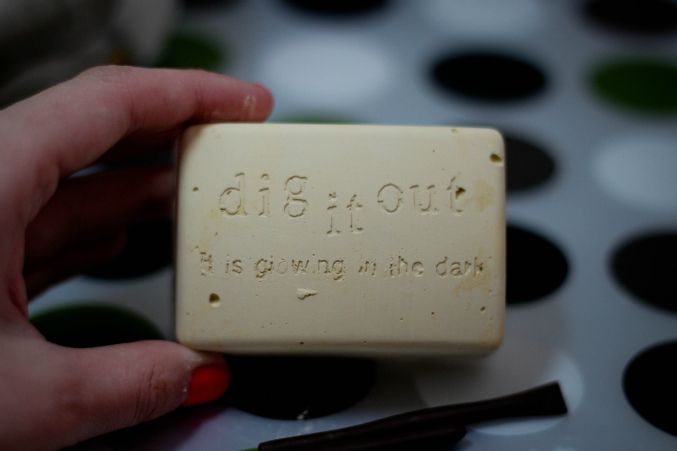 dig it out
It is glowing in the dark